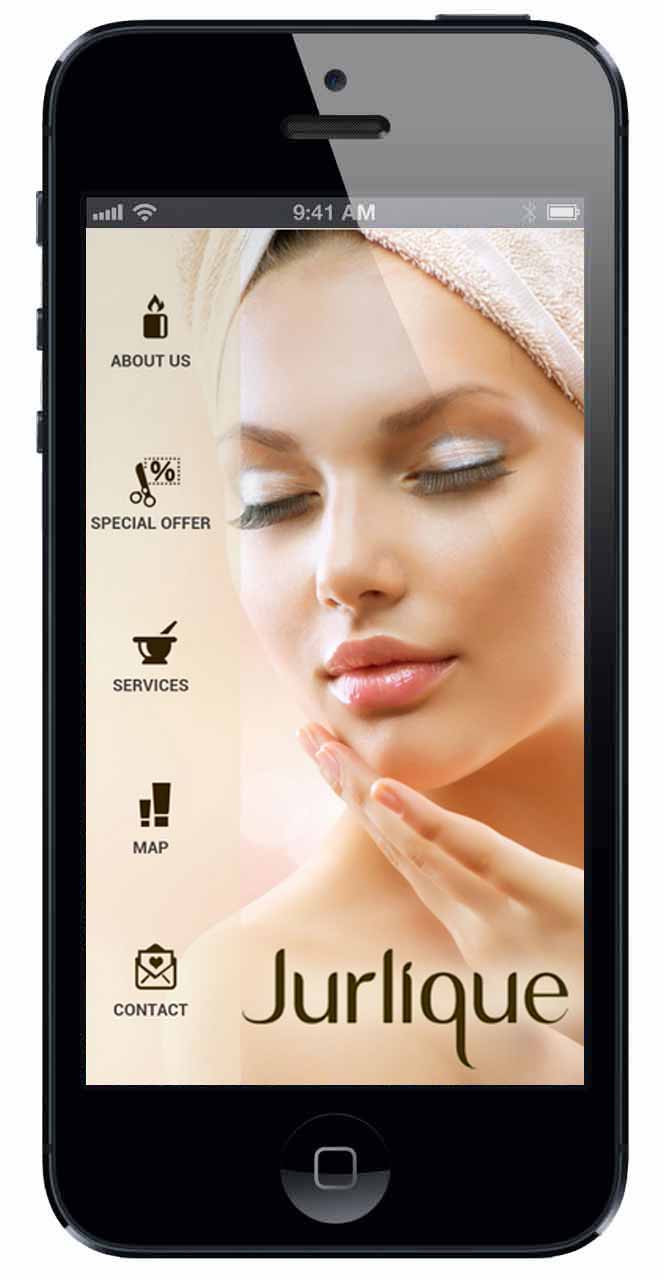 9:41 AM
ABOUT US
%
SPECIAL OFFER
SERVICES
MAP
CONTACT
Jurlique